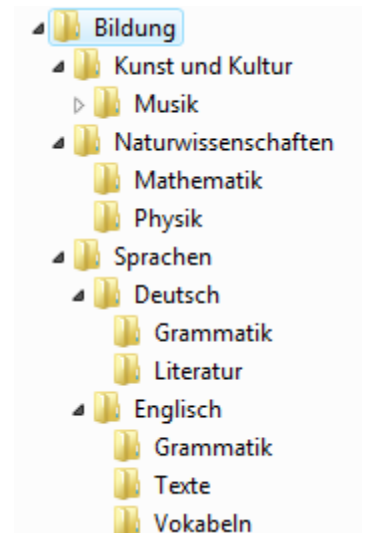 Bildung
Kunst und Kultur
Musik
Naturwissenschaften
Mathematik
Physik
Sprachen
Deutsch
Grammatik
Literatur
Englisch
Grammatik
Texte
Vokabeln